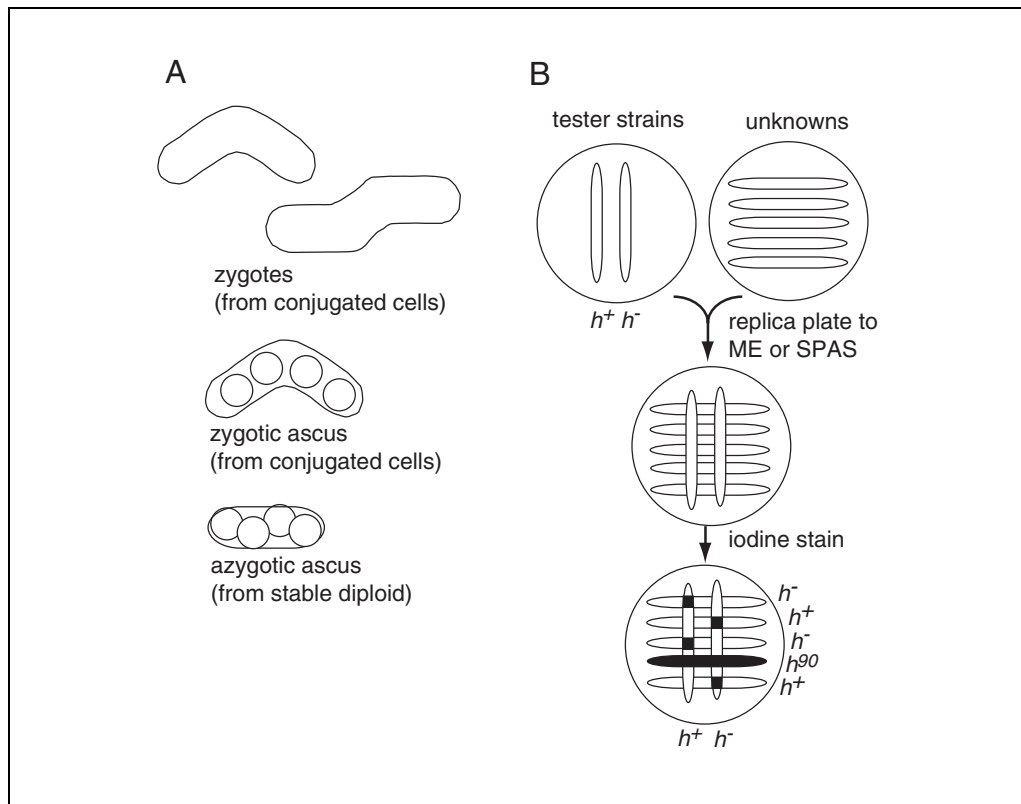 A
zygotes
(from conjugated cells)
zygotic ascus
(from conjugated cells)
azygotic ascus
(from stable diploid)
B
tester strains
unknowns
h+ h-
replica plate to
ME or SPAS
iodine stain
h-
h+
h-
h90
h+
h+ h-